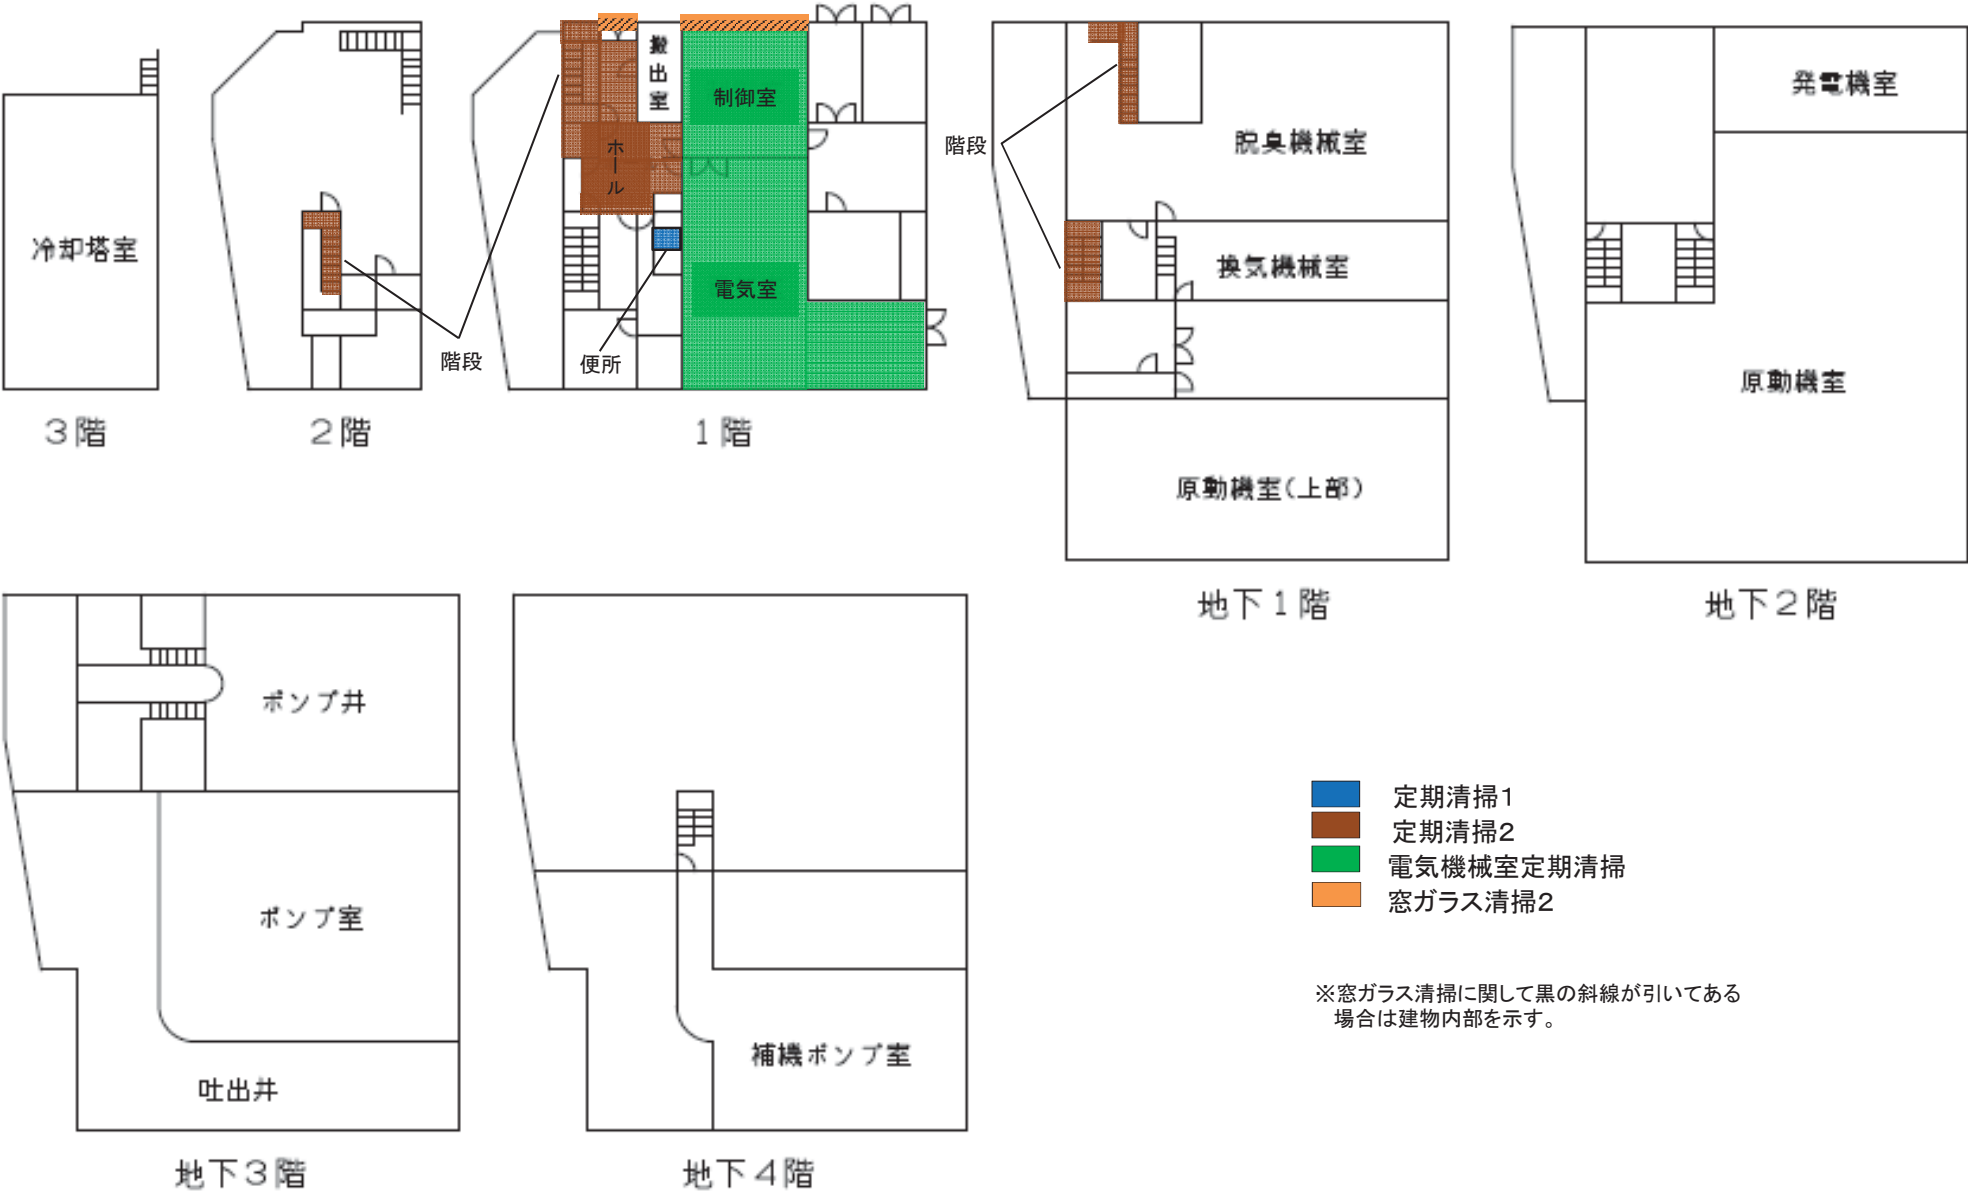 冷却塔室
3階
2階
階段
搬出室
制御室
ホール
電気室
便所
1階
階段
脱臭機械室
換気機械室
原動機室(上部)
地下1階
発電機室
原動機室
地下2階
ポンプ井
ポンプ室
吐出井
地下3階
補機ポンプ室
地下4階
定期清掃1
定期清掃2
電気機械室定期清掃
窓ガラス清掃2
※窓ガラス清掃に関して黒の斜線が引いてある
場合は建物内部を示す。